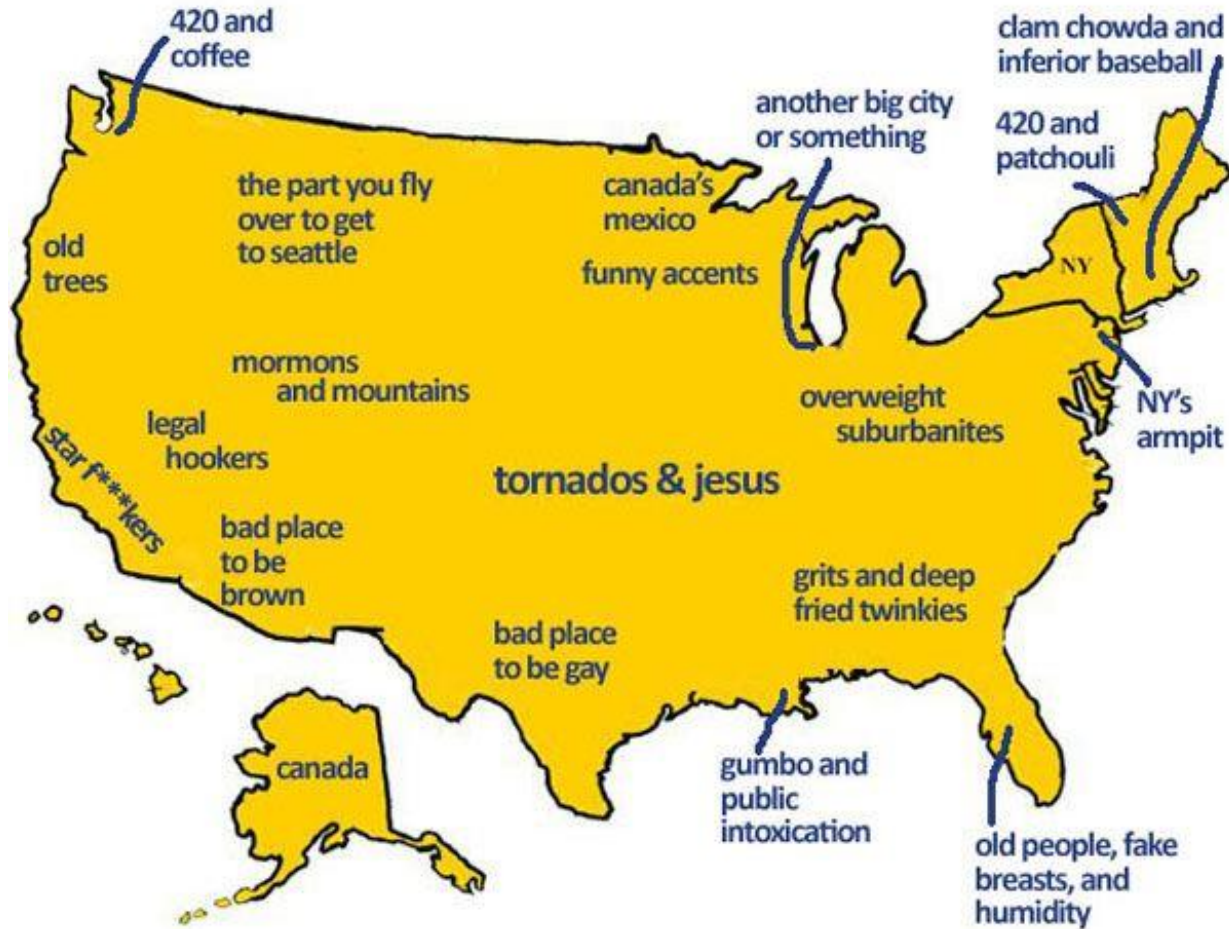 420 and
coffee
clam chowda and
inferior baseball
another big city
or something
420 and
patchouli
the part you fly
over to get
to seattle
canada's
mexico
old
trees
funny accents
NY
mormons
and mountains
overweight
suburbanites
NY's
armpit
legal
hookers
star f***kers
tornados & jesus
bad place
to be
brown
grits and deep
fried twinkies
bad place
to be gay
canada
gumbo and
public
intoxication
old people, fake
breasts, and
humidity